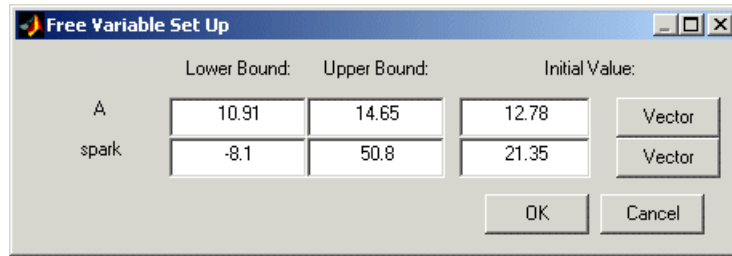 Free Variable Set Up
Lower Bound: Upper Bound: Initial Value:
A 10.91 14.65 12.78 Vector
spark -8.1 50.8 21.35 Vector
OK Cancel